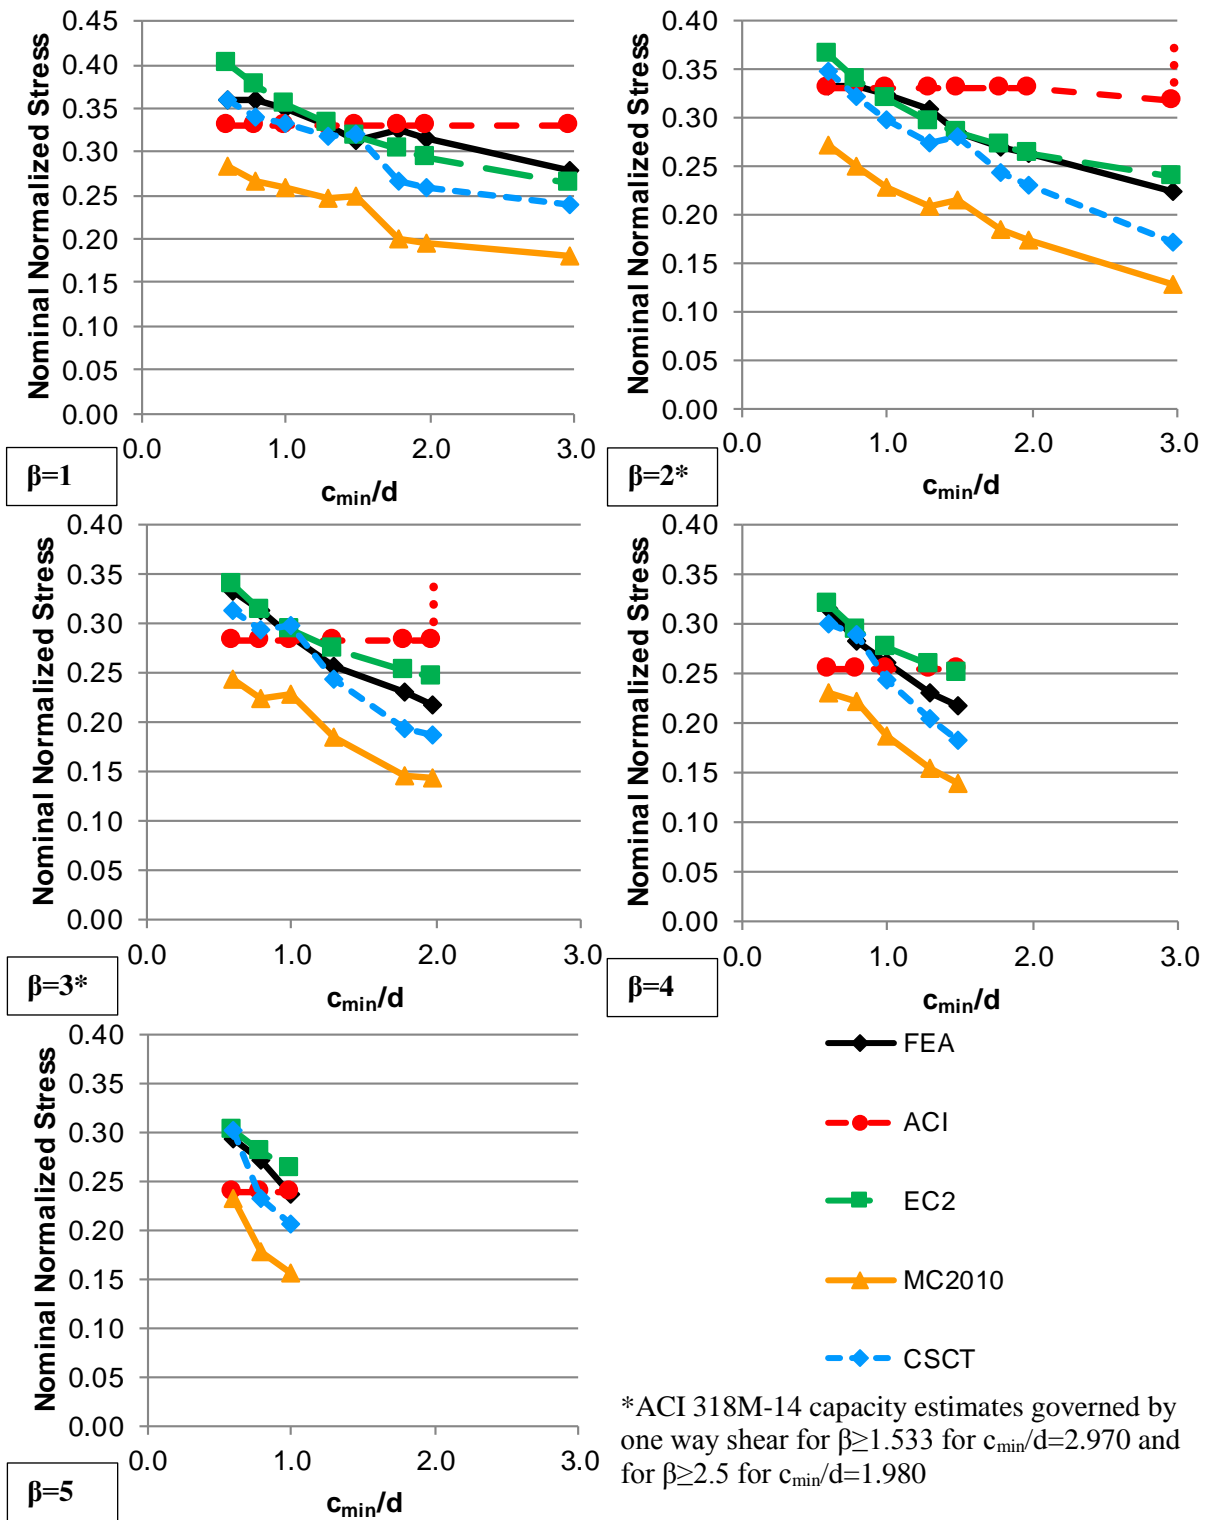 Nominal Normalized Stress
0.45
0.40
0.35
0.30
0.25
0.20
0.15
0.10
0.05
0.00
0.0 1.0 2.0 3.0
c_min/d
β=1
Nominal Normalized Stress
0.40
0.35
0.30
0.25
0.20
0.15
0.10
0.05
0.00
0.0 1.0 2.0 3.0
c_min/d
β=2*
Nominal Normalized Stress
0.40
0.35
0.30
0.25
0.20
0.15
0.10
0.05
0.00
0.0 1.0 2.0 3.0
c_min/d
β=3*
Nominal Normalized Stress
0.40
0.35
0.30
0.25
0.20
0.15
0.10
0.05
0.00
0.0 1.0 2.0 3.0
c_min/d
β=4
Nominal Normalized Stress
0.40
0.35
0.30
0.25
0.20
0.15
0.10
0.05
0.00
0.0 1.0 2.0 3.0
c_min/d
β=5
FEA
ACI
EC2
MC2010
CSCT
*ACI 318M-14 capacity estimates governed by
one way shear for β≥1.533 for c_min/d=2.970 and
for β≥2.5 for c_min/d=1.980